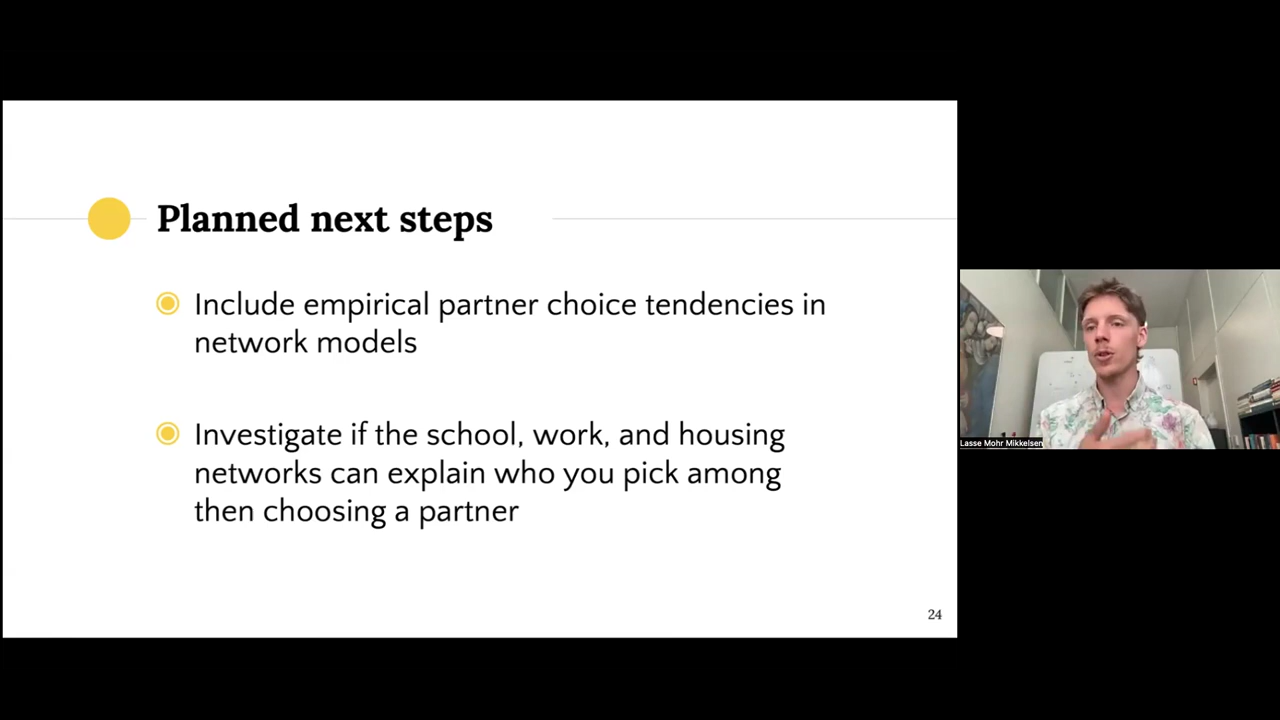 Planned next steps
Include empirical partner choice tendencies in
network models
Investigate if the school, work, and housing
networks can explain who you pick among
then choosing a partner
24
Lasse Mohr Mikkelsen